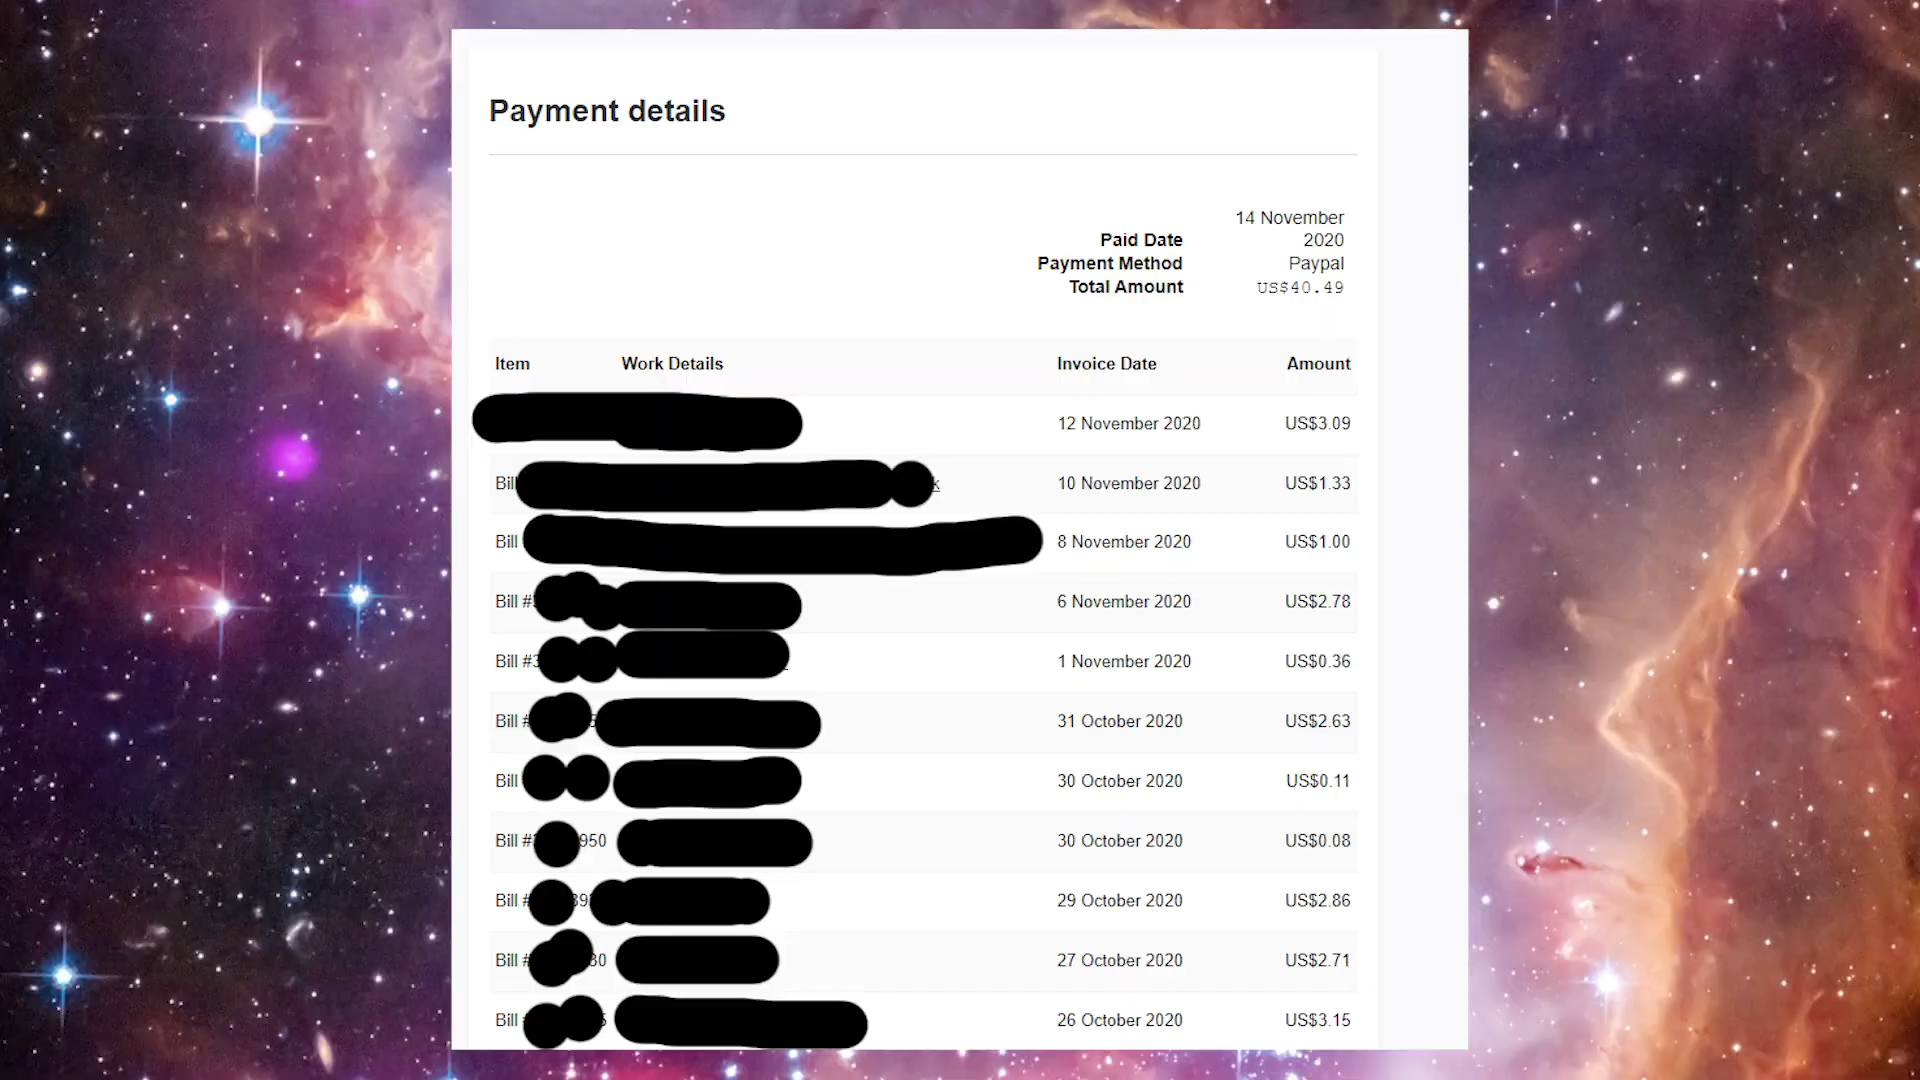 Payment details
14 November
Paid Date 2020
Payment Method Paypal
Total Amount US$40.49
Item Work Details Invoice Date Amount
12 November 2020 US$3.09
Bill 10 November 2020 US$1.33
Bill 8 November 2020 US$1.00
Bill # 6 November 2020 US$2.78
Bill #3 1 November 2020 US$0.36
Bill # 31 October 2020 US$2.63
Bill 30 October 2020 US$0.11
Bill # 950 30 October 2020 US$0.08
Bill # 29 October 2020 US$2.86
Bill # 30 27 October 2020 US$2.71
Bill 26 October 2020 US$3.15